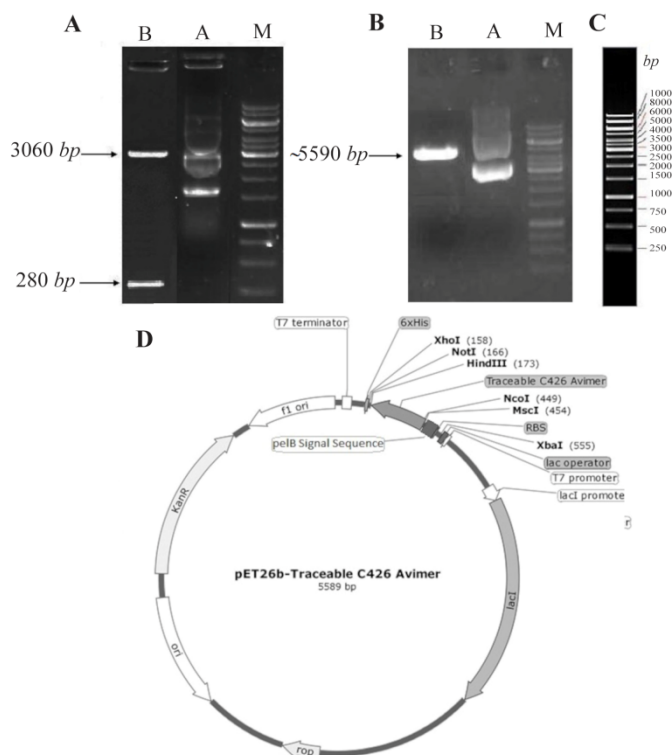 A
B
A
M
3060 bp
280 bp
B
B
A
M
~5590 bp
C
bp
1000
8000
6000
5000
4000
3500
3000
2500
2000
1500
1000
750
500
250
D
T7 terminator
6xHis
XhoI (158)
NotI (166)
HindIII (173)
Traceable C426 Avimer
NcoI (449)
MscI (454)
RBS
XbaI (555)
lac operator
T7 promoter
lacI promote
r
pelB Signal Sequence
f1 ori
KanR
ori
rop
lacI
pET26b-Traceable C426 Avimer
5589 bp